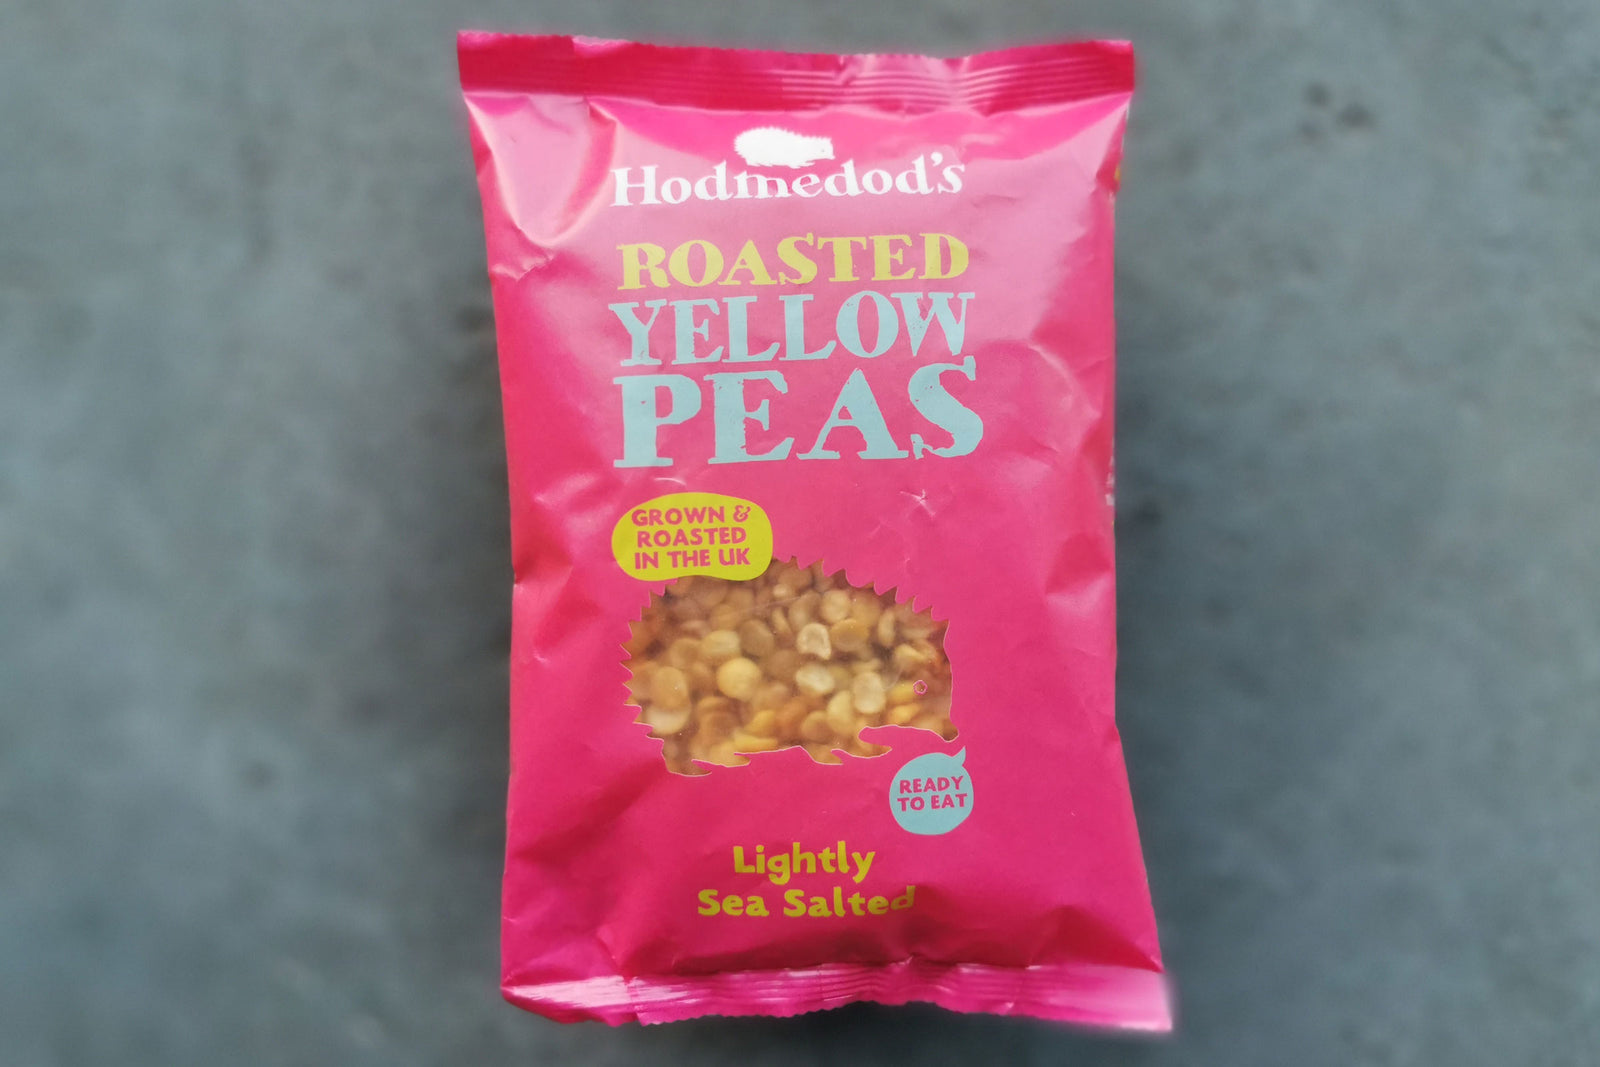 Hodmedod's
ROASTED
YELLOW
PEAS
GROWN &
ROASTED
IN THE UK
READY
TO EAT
Lightly
Sea Salted